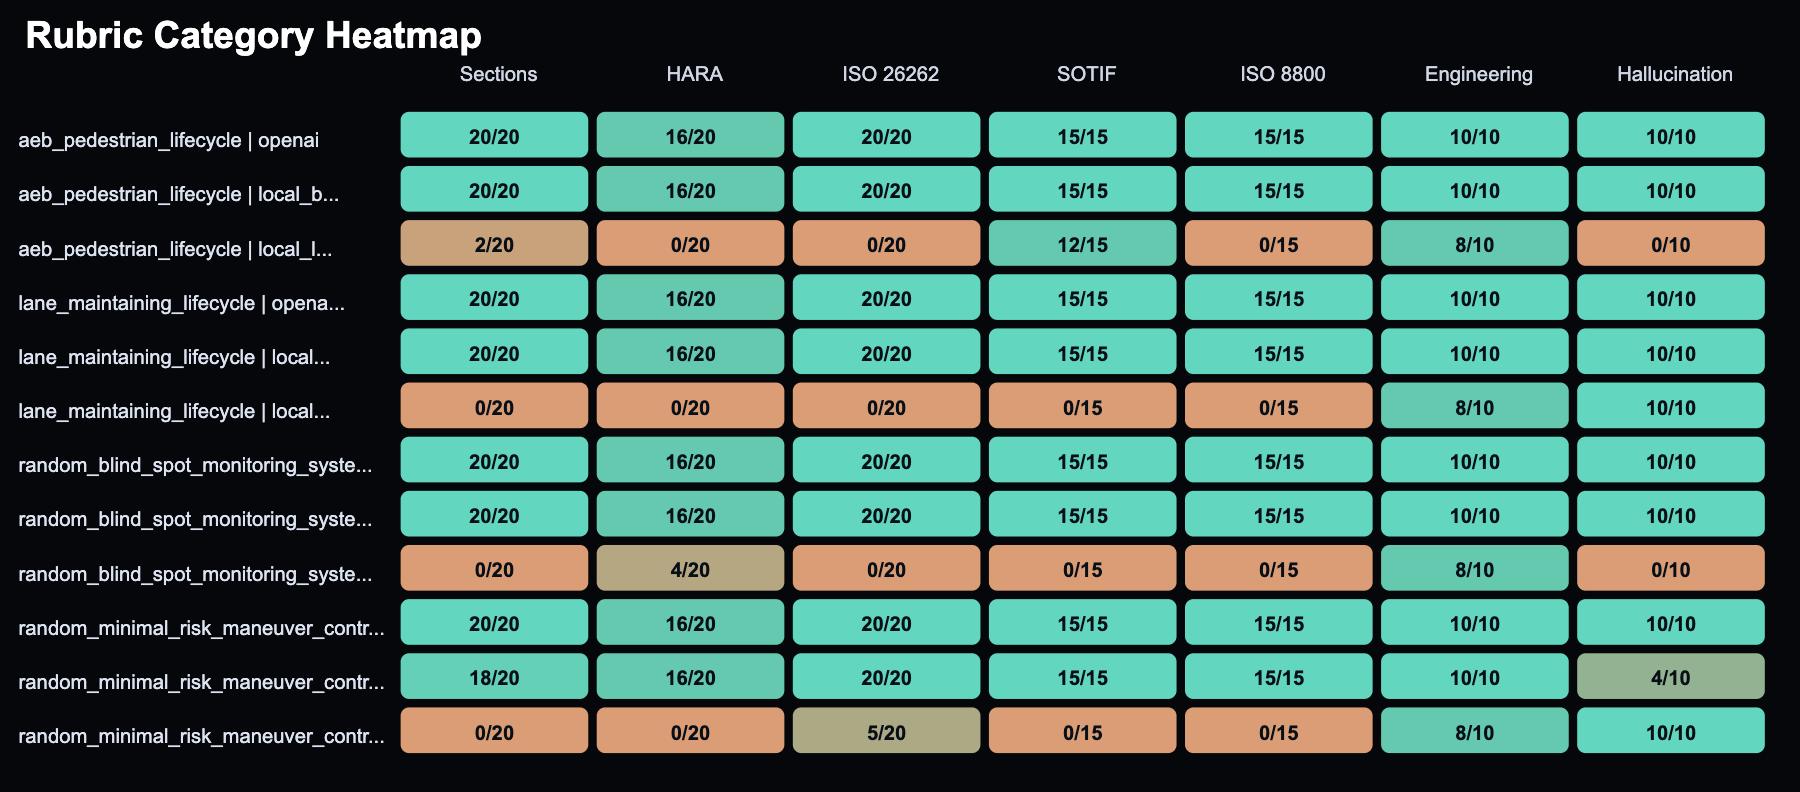 Rubric Category Heatmap
Sections HARA ISO 26262 SOTIF ISO 8800 Engineering Hallucination
aeb_pedestrian_lifecycle | openai 20/20 16/20 20/20 15/15 15/15 10/10 10/10
aeb_pedestrian_lifecycle | local_b... 20/20 16/20 20/20 15/15 15/15 10/10 10/10
aeb_pedestrian_lifecycle | local_l... 2/20 0/20 0/20 12/15 0/15 8/10 0/10
lane_maintaining_lifecycle | opena... 20/20 16/20 20/20 15/15 15/15 10/10 10/10
lane_maintaining_lifecycle | local... 20/20 16/20 20/20 15/15 15/15 10/10 10/10
lane_maintaining_lifecycle | local... 0/20 0/20 0/20 0/15 0/15 8/10 10/10
random_blind_spot_monitoring_syste... 20/20 16/20 20/20 15/15 15/15 10/10 10/10
random_blind_spot_monitoring_syste... 20/20 16/20 20/20 15/15 15/15 10/10 10/10
random_blind_spot_monitoring_syste... 0/20 4/20 0/20 0/15 0/15 8/10 0/10
random_minimal_risk_maneuver_contr... 20/20 16/20 20/20 15/15 15/15 10/10 10/10
random_minimal_risk_maneuver_contr... 18/20 16/20 20/20 15/15 15/15 10/10 4/10
random_minimal_risk_maneuver_contr... 0/20 0/20 5/20 0/15 0/15 8/10 10/10